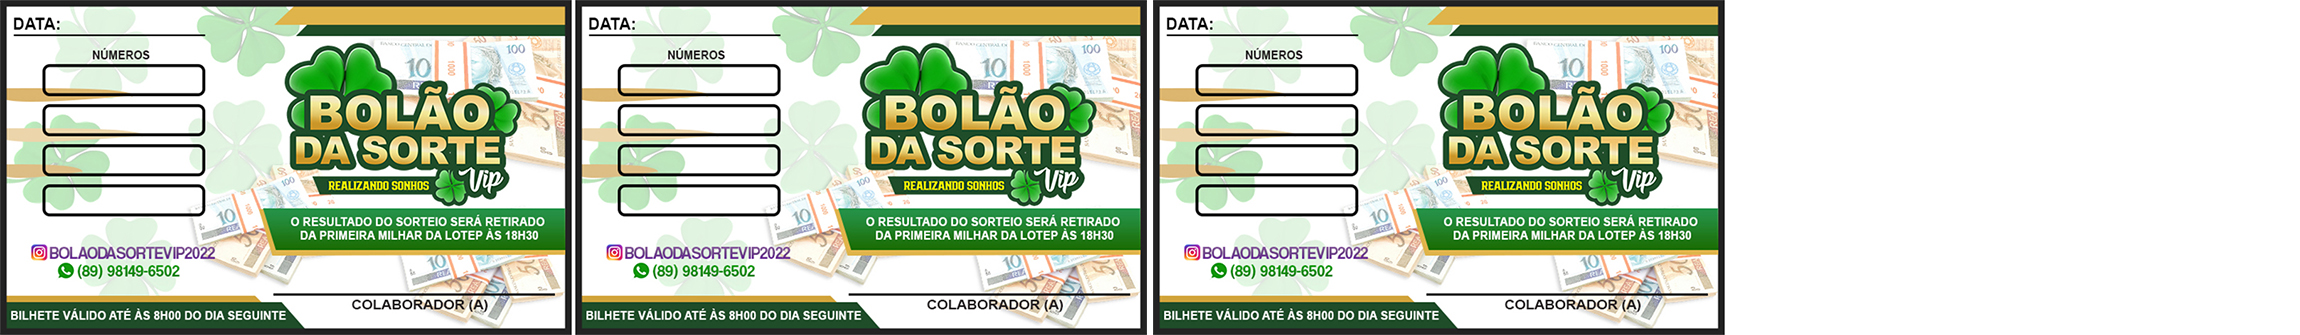 DATA:
NÚMEROS
BOLÃO
DA SORTE
REALIZANDO SONHOS Vip
O RESULTADO DO SORTEIO SERÁ RETIRADO
DA PRIMEIRA MILHAR DA LOTEP ÀS 18H30
BOLAODASORTEVIP2022
(89) 98149-6502
COLABORADOR (A)
BILHETE VÁLIDO ATÉ ÀS 8H00 DO DIA SEGUINTE
DATA:
NÚMEROS
BOLÃO
DA SORTE
REALIZANDO SONHOS Vip
O RESULTADO DO SORTEIO SERÁ RETIRADO
DA PRIMEIRA MILHAR DA LOTEP ÀS 18H30
BOLAODASORTEVIP2022
(89) 98149-6502
COLABORADOR (A)
BILHETE VÁLIDO ATÉ ÀS 8H00 DO DIA SEGUINTE
DATA:
NÚMEROS
BOLÃO
DA SORTE
REALIZANDO SONHOS Vip
O RESULTADO DO SORTEIO SERÁ RETIRADO
DA PRIMEIRA MILHAR DA LOTEP ÀS 18H30
BOLAODASORTEVIP2022
(89) 98149-6502
COLABORADOR (A)
BILHETE VÁLIDO ATÉ ÀS 8H00 DO DIA SEGUINTE